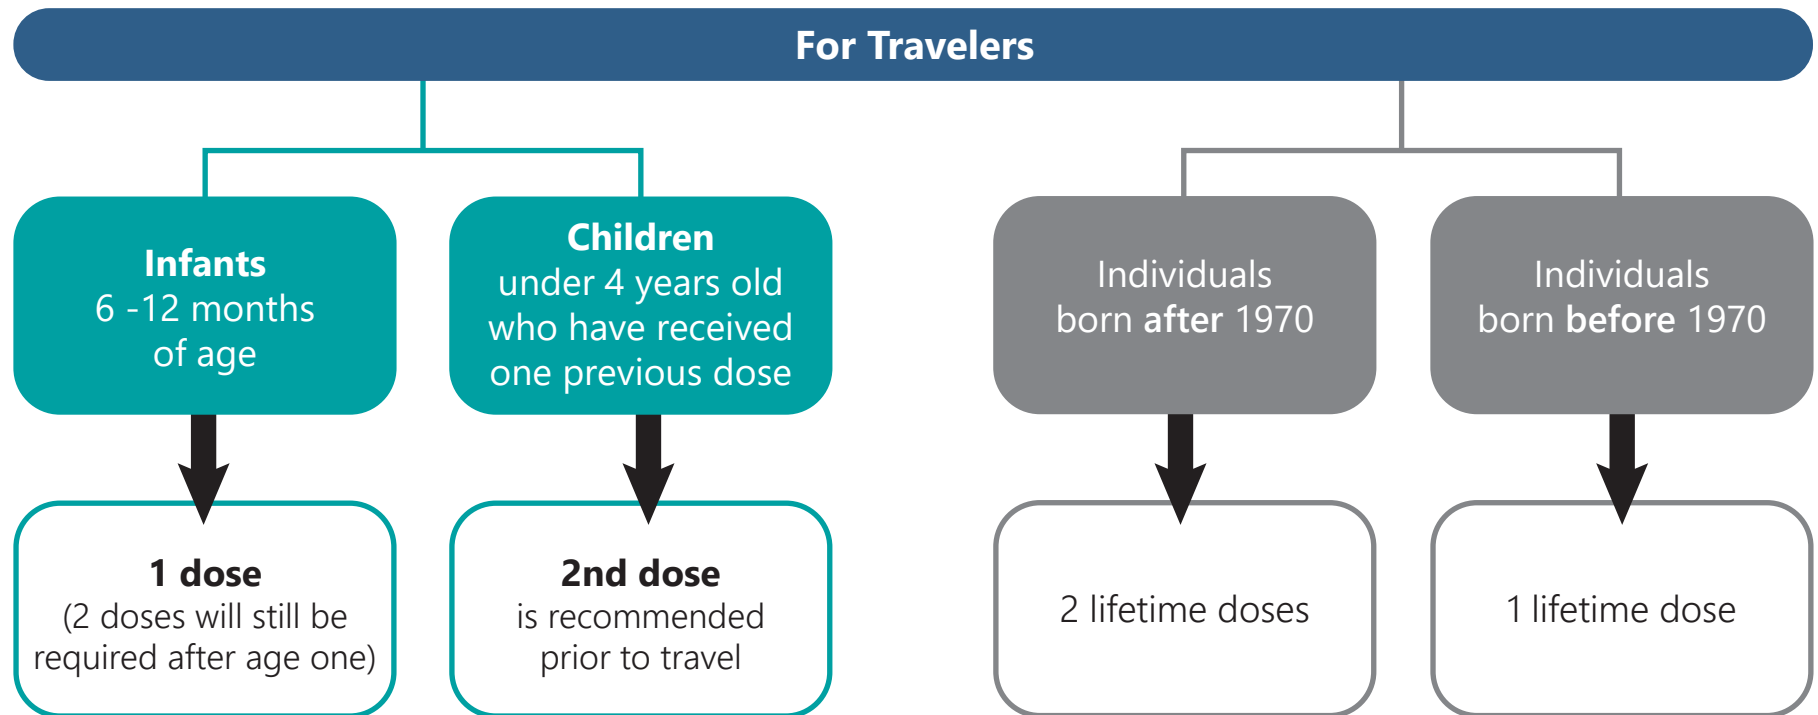 For Travelers
Infants
6 -12 months
of age
Children
under 4 years old
who have received
one previous dose
Individuals
born after 1970
Individuals
born before 1970
1 dose
(2 doses will still be
required after age one)
2nd dose
is recommended
prior to travel
2 lifetime doses
1 lifetime dose